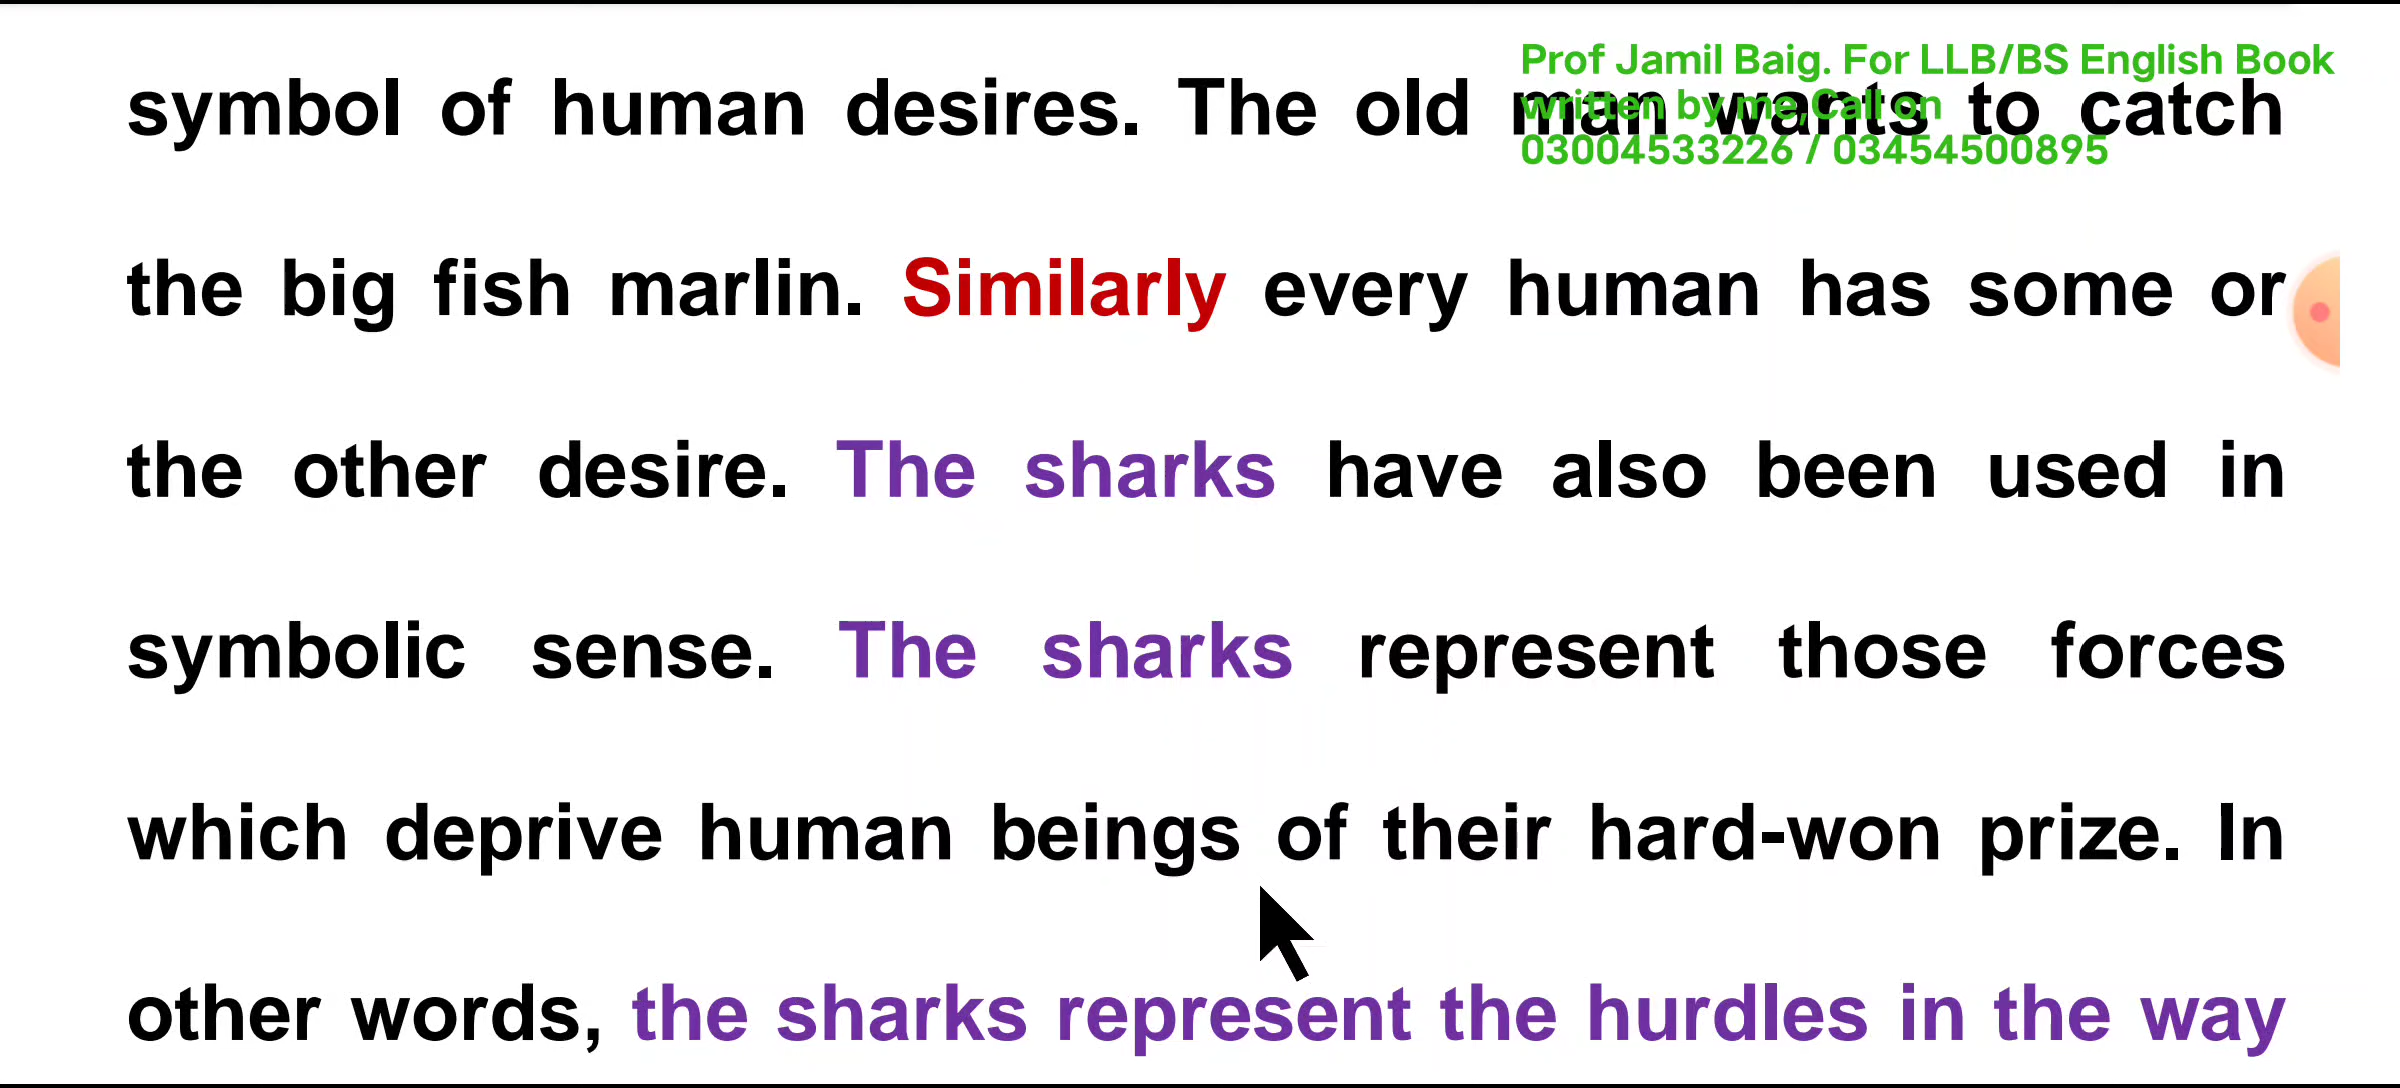 Prof Jamil Baig. For LLB/BS English Book
written by me,Call on
03004533226 / 03454500895
symbol of human desires. The old man wants to catch
the big fish marlin. Similarly every human has some or
the other desire. The sharks have also been used in
symbolic sense. The sharks represent those forces
which deprive human beings of their hard-won prize. In
other words, the sharks represent the hurdles in the way